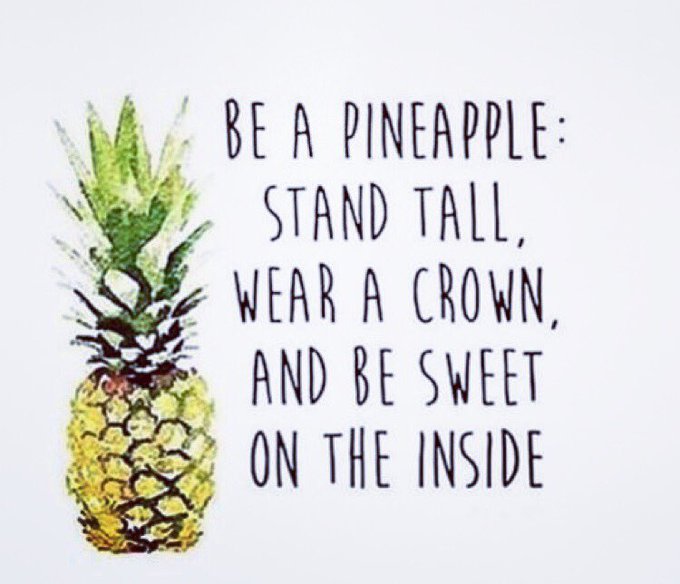 BE A PINEAPPLE:
STAND TALL,
WEAR A CROWN,
AND BE SWEET
ON THE INSIDE